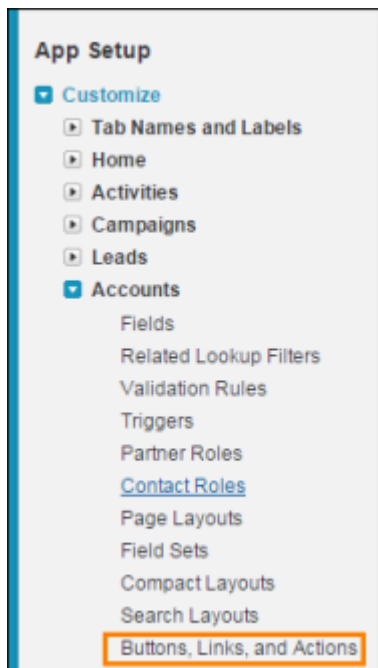 App Setup
Customize
Tab Names and Labels
Home
Activities
Campaigns
Leads
Accounts
Fields
Related Lookup Filters
Validation Rules
Triggers
Partner Roles
Contact Roles
Page Layouts
Field Sets
Compact Layouts
Search Layouts
Buttons, Links, and Actions